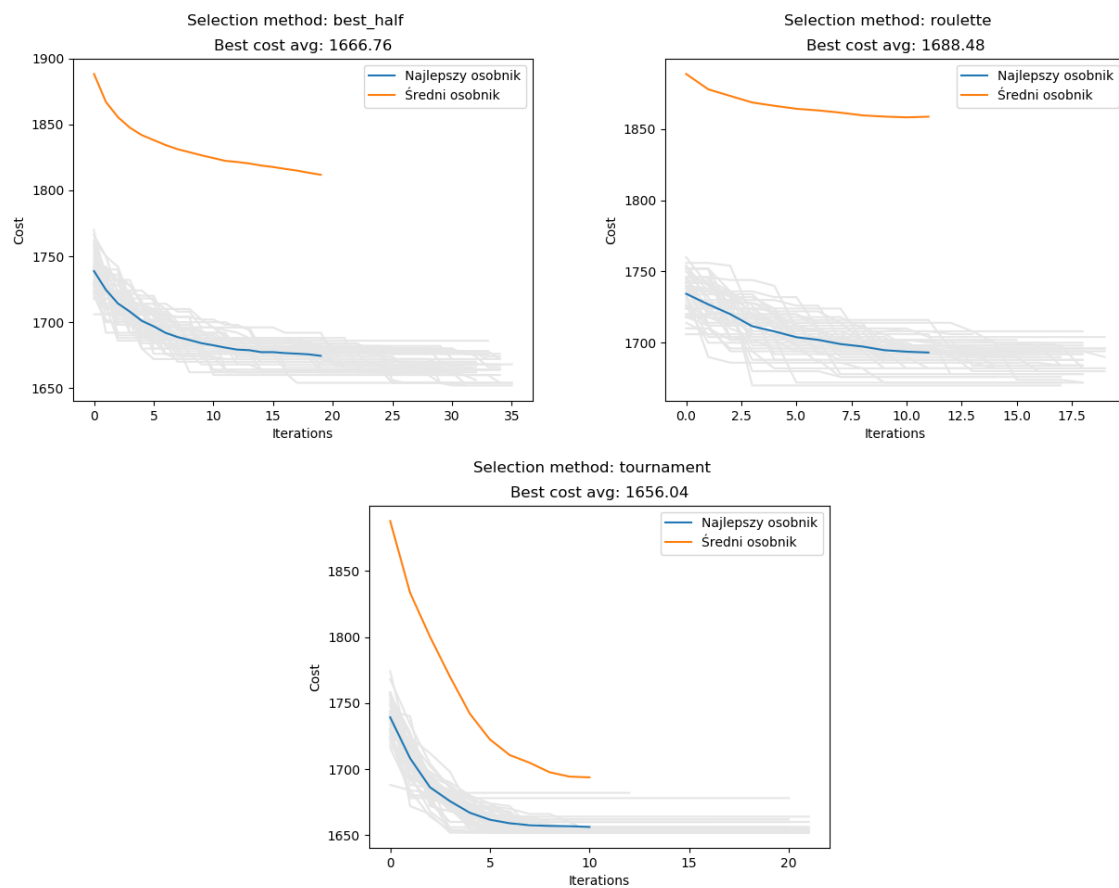 Selection method: best_half
Best cost avg: 1666.76
1900
1850
1800
1750
1700
1650
Cost
Najlepszy osobnik
Średni osobnik
0 5 10 15 20 25 30 35
Iterations
Selection method: roulette
Best cost avg: 1688.48
1850
1800
1750
1700
Cost
Najlepszy osobnik
Średni osobnik
0.0 2.5 5.0 7.5 10.0 12.5 15.0 17.5
Iterations
Selection method: tournament
Best cost avg: 1656.04
1850
1800
1750
1700
1650
Cost
Najlepszy osobnik
Średni osobnik
0 5 10 15 20
Iterations